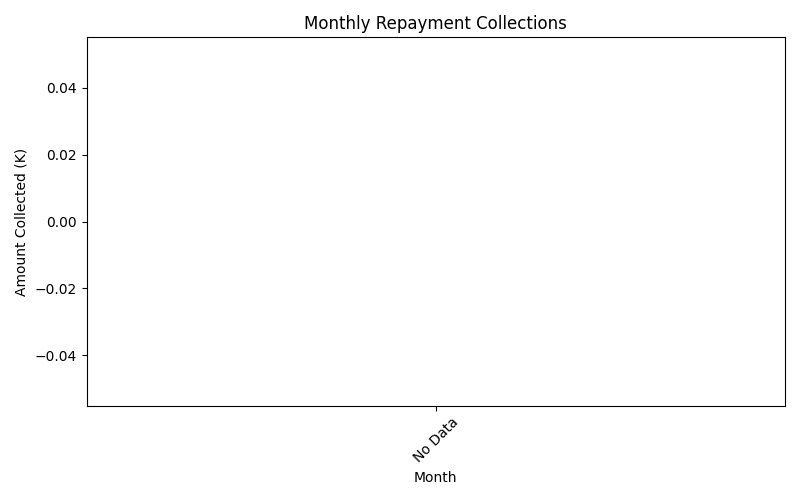 Monthly Repayment Collections
Amount Collected (K)
0.04
0.02
0.00
−0.02
−0.04
No Data
Month